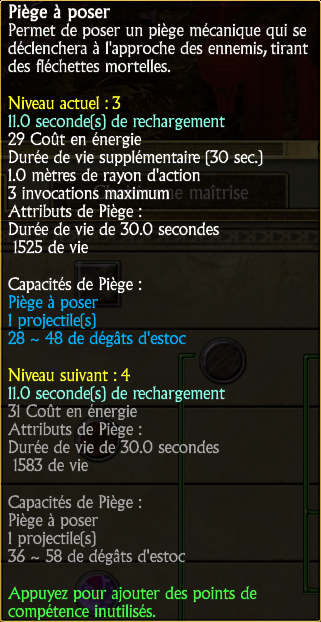 Piège à poser
Permet de poser un piège mécanique qui se
déclenchera à l'approche des ennemis, tirant
des fléchettes mortelles.
Niveau actuel : 3
11.0 seconde(s) de rechargement
29 Coût en énergie
Durée de vie supplémentaire (30 sec.)
1.0 mètres de rayon d'action
3 invocations maximum
Attributs de Piège :
Durée de vie de 30.0 secondes
1525 de vie
Capacités de Piège :
Piège à poser
1 projectile(s)
28 ~ 48 de dégâts d'estoc
Niveau suivant : 4
11.0 seconde(s) de rechargement
31 Coût en énergie
Attributs de Piège :
Durée de vie de 30.0 secondes
1583 de vie
Capacités de Piège :
Piège à poser
1 projectile(s)
36 ~ 58 de dégâts d'estoc
Appuyez pour ajouter des points de
compétence inutilisés.